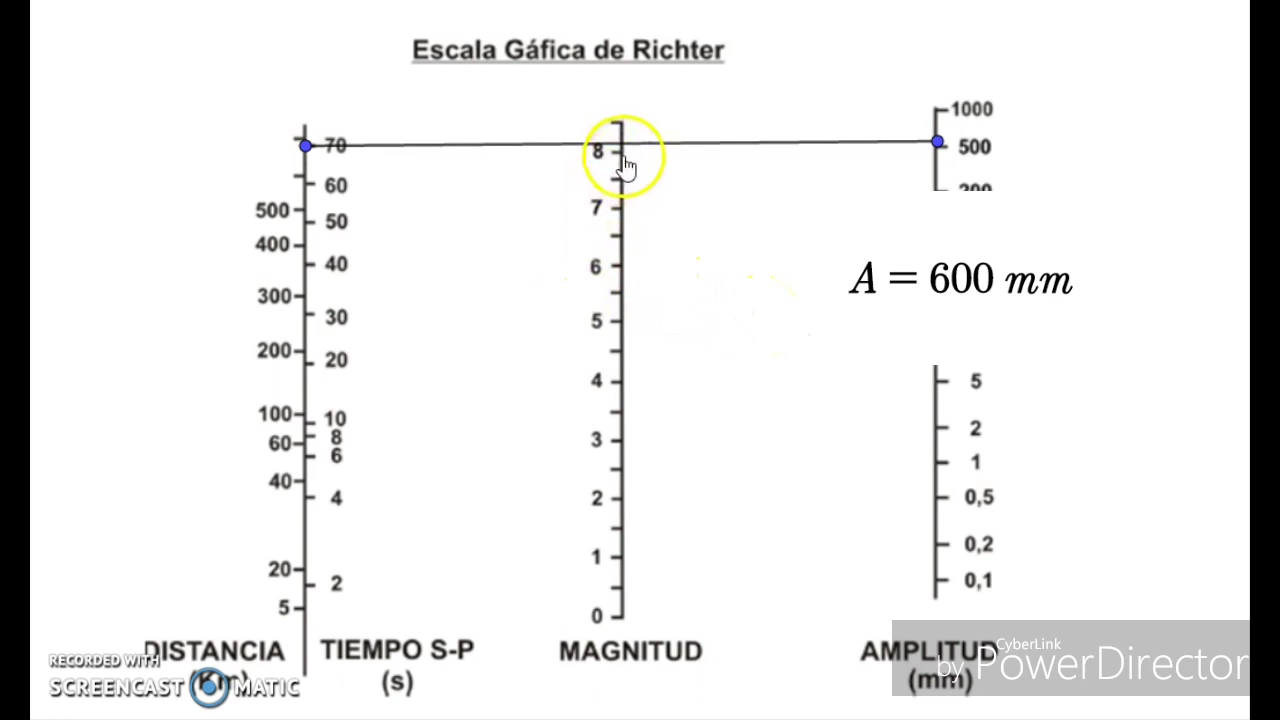 Escala Gáfica de Richter
1000
70
8
500
200
60
500
50
7
400
40
6
A = 600 mm
300
30
5
200
20
4
5
100
10
3
2
60
8
6
1
40
4
2
0,5
0,2
20
2
1
0,1
5
0
DISTANCIA
(Km)
TIEMPO S-P
(s)
MAGNITUD
AMPLITUD
(mm)
RECORDED WITH
SCREENCAST MATIC
CyberLink
by PowerDirector